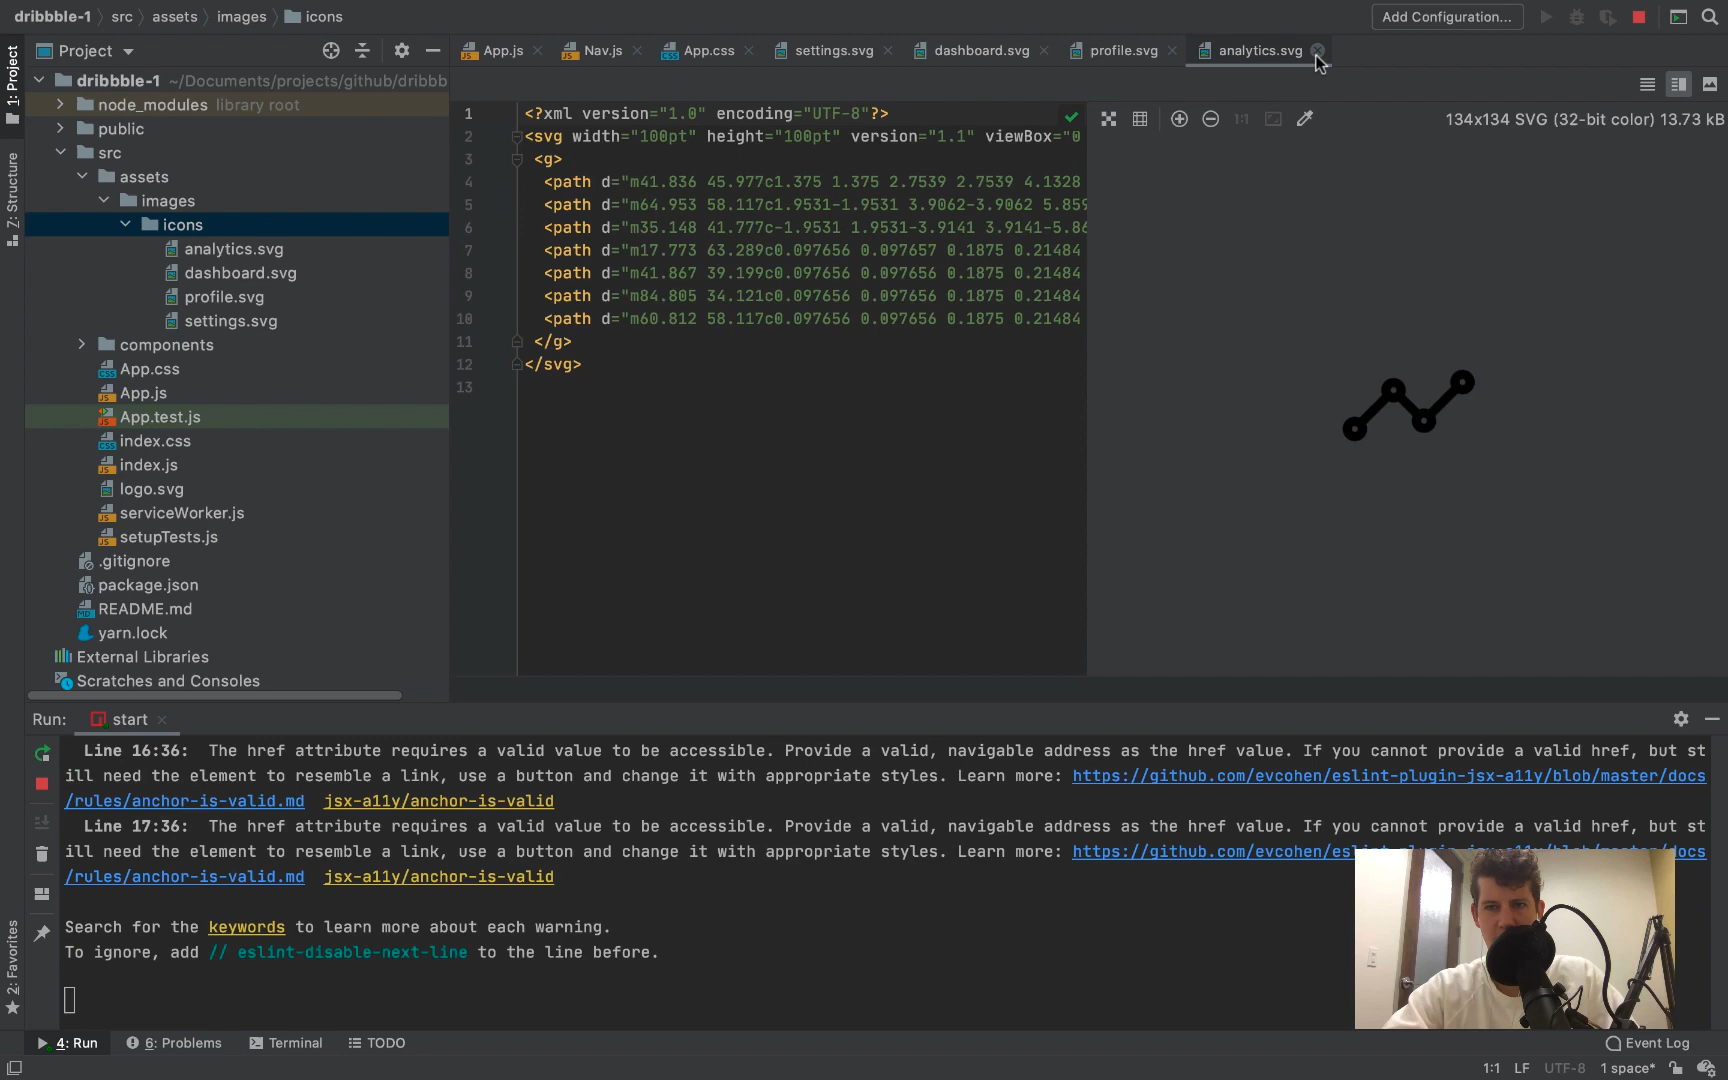 dribbble-1 src assets images icons Add Configuration...
Project App.js Nav.js App.css settings.svg dashboard.svg profile.svg analytics.svg
1: Project
7: Structure
2: Favorites
dribbble-1 ~/Documents/projects/github/dribbb
node_modules library root
public
src
assets
images
icons
analytics.svg
dashboard.svg
profile.svg
settings.svg
components
App.css
App.js
App.test.js
index.css
index.js
logo.svg
serviceWorker.js
setupTests.js
.gitignore
package.json
README.md
yarn.lock
External Libraries
Scratches and Consoles
1 <?xml version="1.0" encoding="UTF-8"?>
2 <svg width="100pt" height="100pt" version="1.1" viewBox="0
3 <g>
4 <path d="m41.836 45.977c1.375 1.375 2.7539 2.7539 4.1328
5 <path d="m64.953 58.117c1.9531-1.9531 3.9062-3.9062 5.859
6 <path d="m35.148 41.777c-1.9531 1.9531-3.9141 3.9141-5.86
7 <path d="m17.773 63.289c0.097656 0.097657 0.1875 0.21484
8 <path d="m41.867 39.199c0.097656 0.097656 0.1875 0.21484
9 <path d="m84.805 34.121c0.097656 0.097656 0.1875 0.21484
10 <path d="m60.812 58.117c0.097656 0.097656 0.1875 0.21484
11 </g>
12 </svg>
13
1:1 134x134 SVG (32-bit color) 13.73 kB
Run: start
Line 16:36: The href attribute requires a valid value to be accessible. Provide a valid, navigable address as the href value. If you cannot provide a valid href, but st
ill need the element to resemble a link, use a button and change it with appropriate styles. Learn more: https://github.com/evcohen/eslint-plugin-jsx-a11y/blob/master/docs
/rules/anchor-is-valid.md jsx-a11y/anchor-is-valid
Line 17:36: The href attribute requires a valid value to be accessible. Provide a valid, navigable address as the href value. If you cannot provide a valid href, but st
ill need the element to resemble a link, use a button and change it with appropriate styles. Learn more: https://github.com/evcohen/eslint-plugin-jsx-a11y/blob/master/docs
/rules/anchor-is-valid.md jsx-a11y/anchor-is-valid
Search for the keywords to learn more about each warning.
To ignore, add // eslint-disable-next-line to the line before.
4: Run 6: Problems Terminal TODO Event Log
1:1 LF UTF-8 1 space*